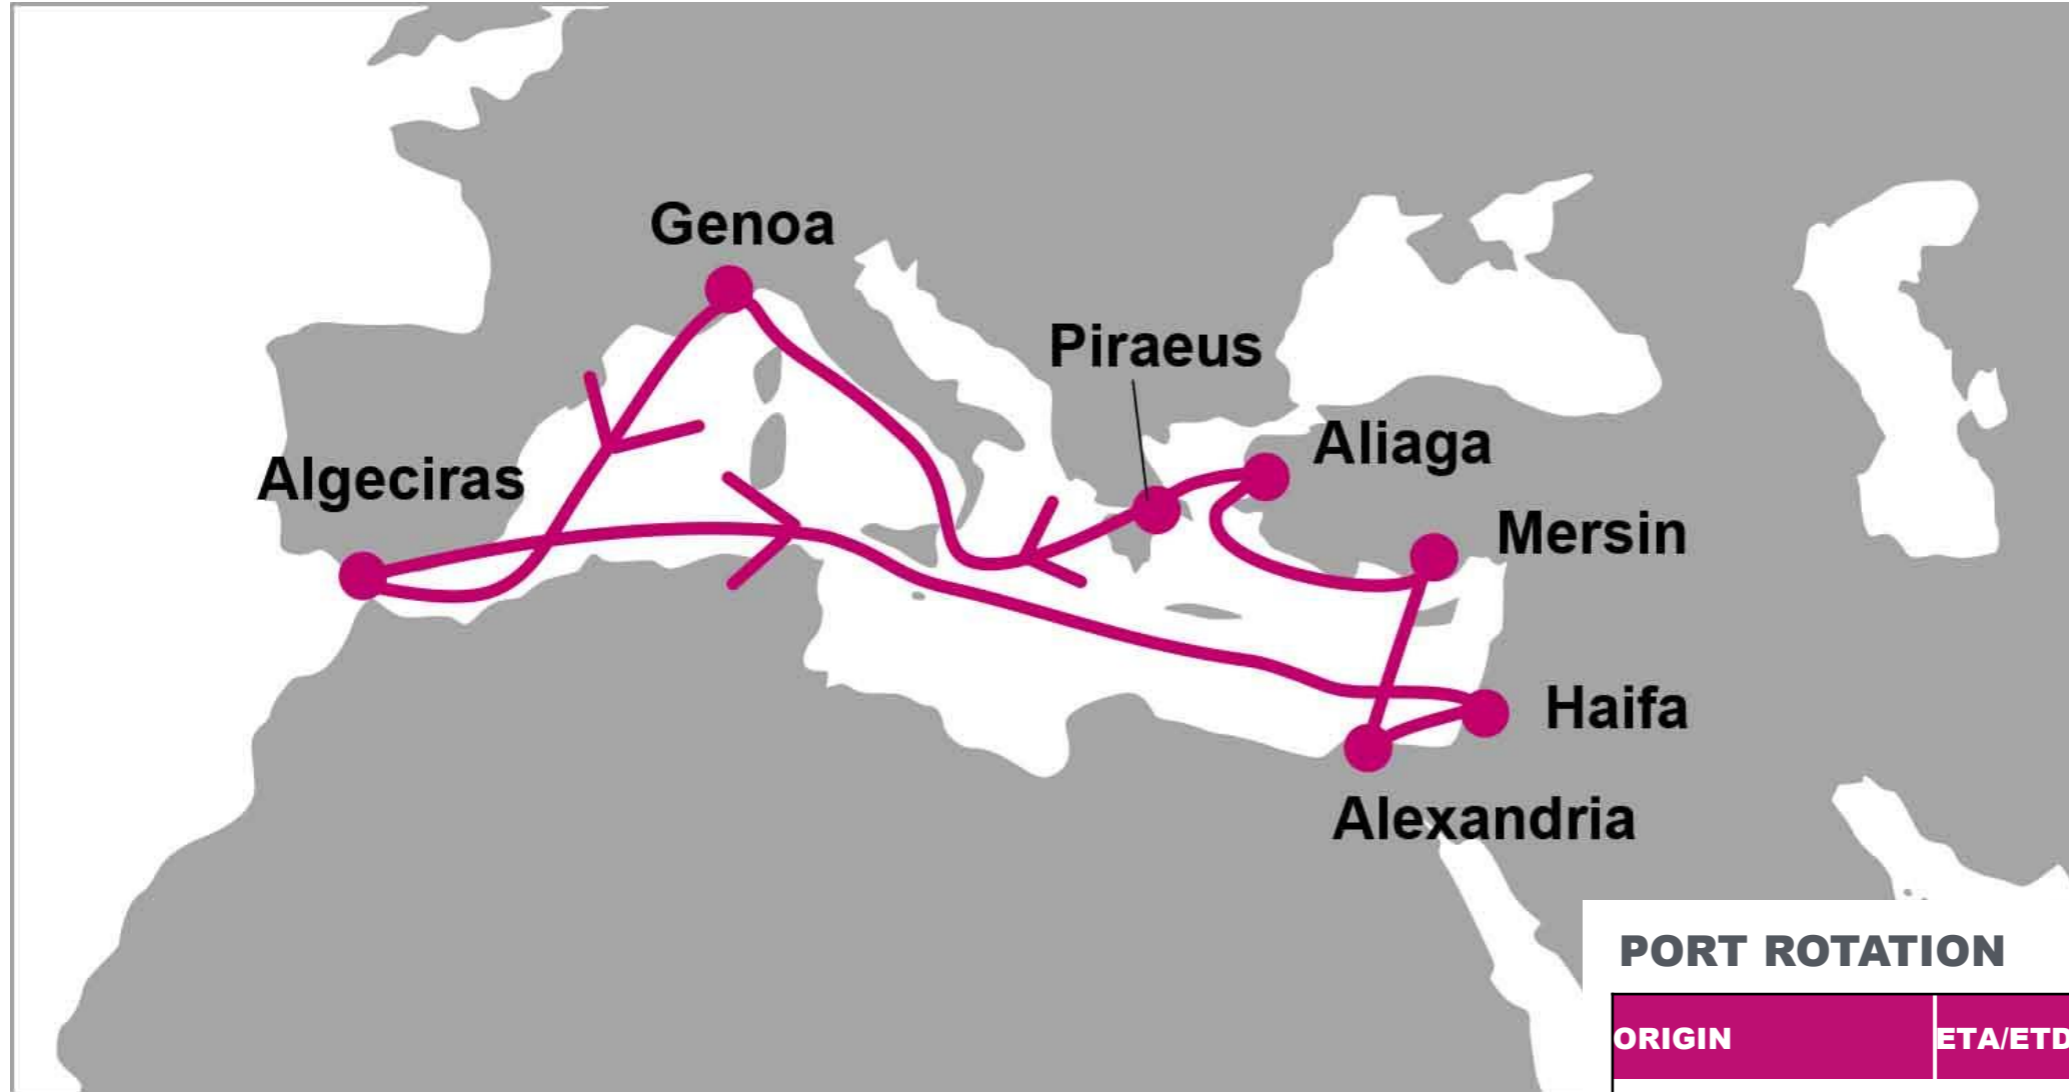 Genoa
Piraeus
Aliaga
Algeciras
Mersin
Haifa
Alexandria
PORT ROTATION
ORIGIN
ETA/ETD